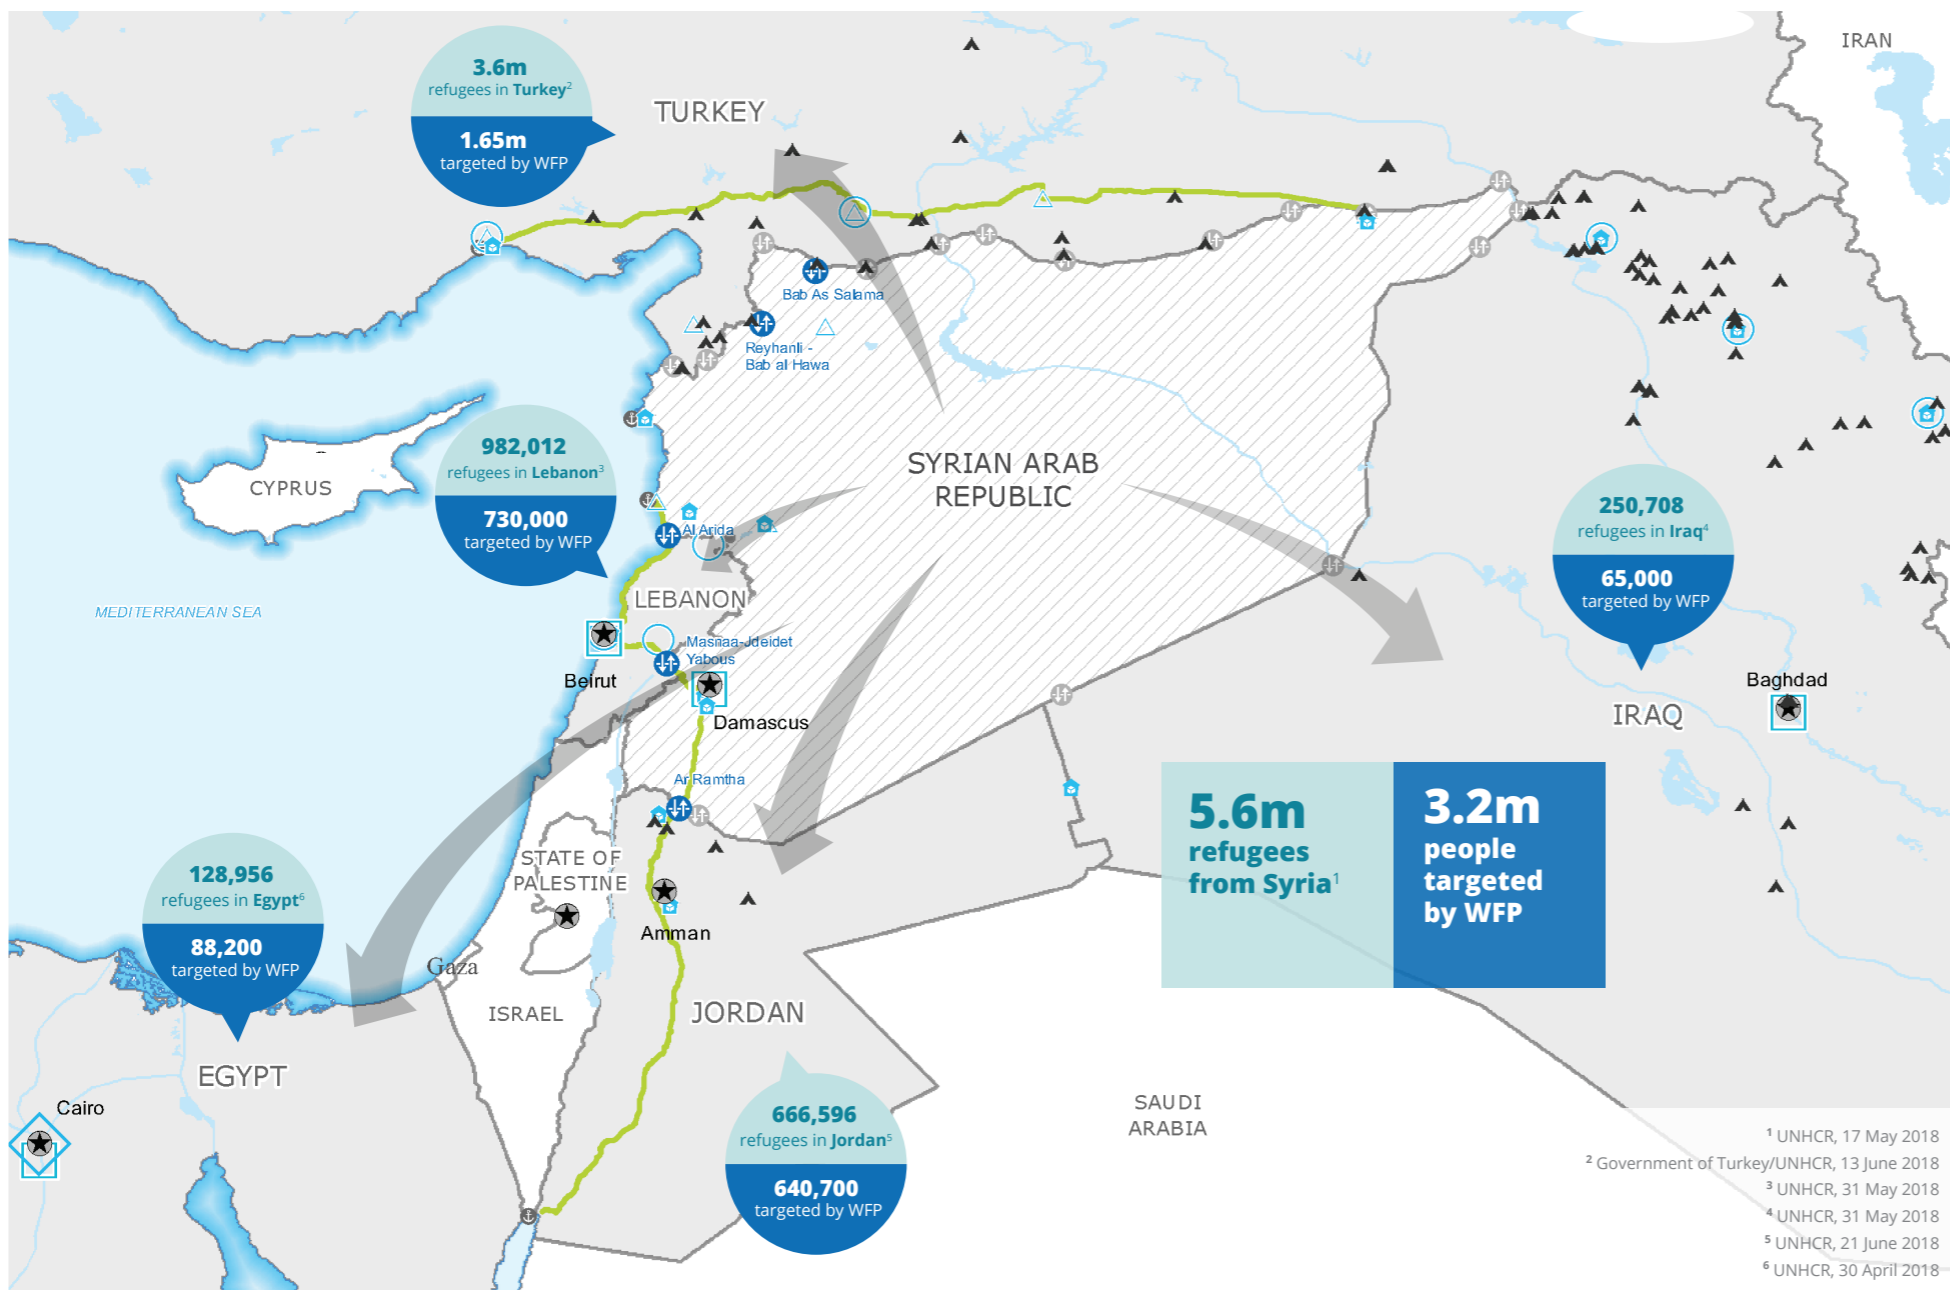 IRAN
3.6m
refugees in Turkey2
1.65m
targeted by WFP
TURKEY
Bab As Salama
Reyhanli -
Bab al Hawa
982,012
refugees in Lebanon3
730,000
targeted by WFP
CYPRUS
SYRIAN ARAB
REPUBLIC
250,708
refugees in Iraq4
65,000
targeted by WFP
Al Arida
LEBANON
MEDITERRANEAN SEA
Masnaa-Jdeidet
Yabous
Beirut
Damascus
Baghdad
IRAQ
Ar Ramtha
5.6m
refugees
from Syria1
3.2m
people
targeted
by WFP
STATE OF
PALESTINE
128,956
refugees in Egypt6
88,200
targeted by WFP
Amman
Gaza
ISRAEL
JORDAN
EGYPT
Cairo
666,596
refugees in Jordan5
640,700
targeted by WFP
SAUDI
ARABIA
1 UNHCR, 17 May 2018
2 Government of Turkey/UNHCR, 13 June 2018
3 UNHCR, 31 May 2018
4 UNHCR, 31 May 2018
5 UNHCR, 21 June 2018
6 UNHCR, 30 April 2018